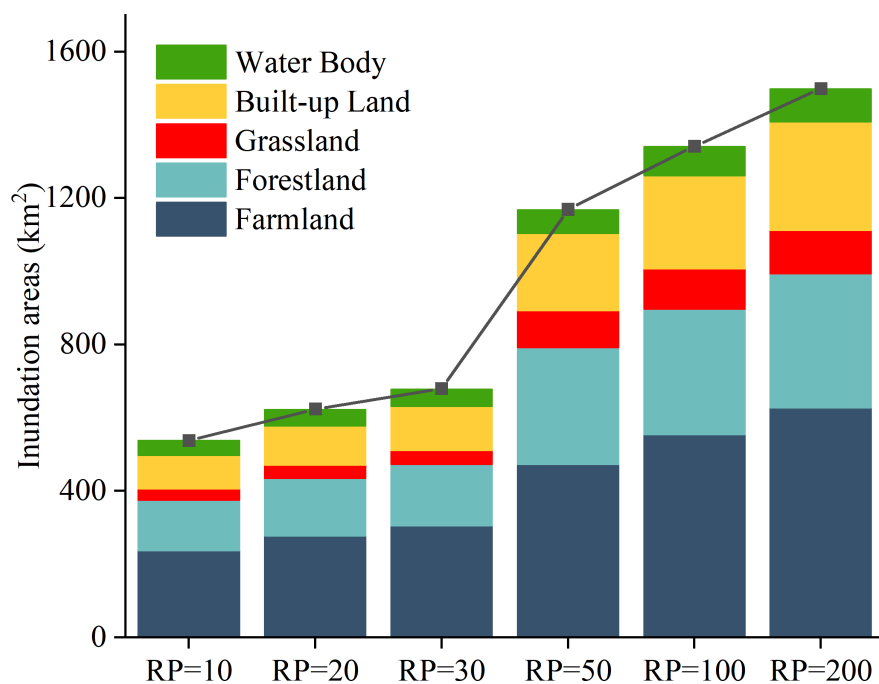 Inundation areas (km²)
1600
1200
800
400
0
Water Body
Built-up Land
Grassland
Forestland
Farmland
RP=10 RP=20 RP=30 RP=50 RP=100 RP=200